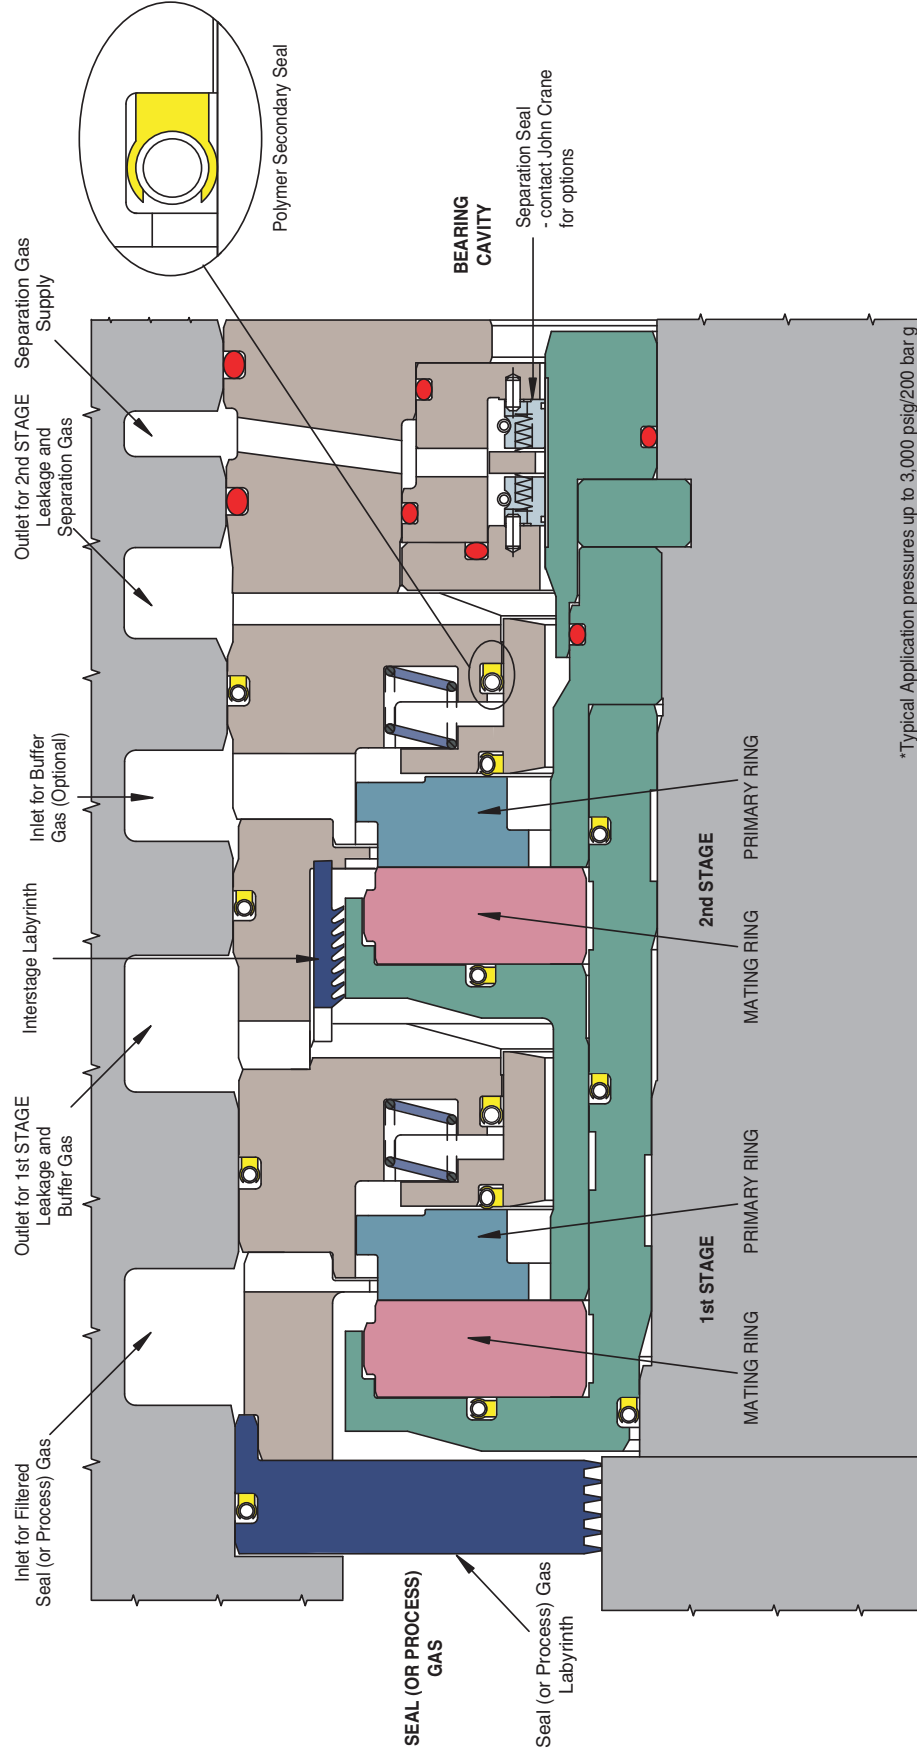 Inlet for Filtered
Seal (or Process) Gas
Outlet for 1st STAGE
Leakage and
Buffer Gas
Interstage Labyrinth
Inlet for Buffer
Gas (Optional)
Outlet for 2nd STAGE
Leakage and
Separation Gas
Separation Gas
Supply
Polymer Secondary Seal
SEAL (OR PROCESS)
GAS
Seal (or Process) Gas
Labyrinth
BEARING
CAVITY
Separation Seal
- contact John Crane
for options
1st STAGE
2nd STAGE
MATING RING
PRIMARY RING
MATING RING
PRIMARY RING
*Typical Application pressures up to 3,000 psig/200 bar g